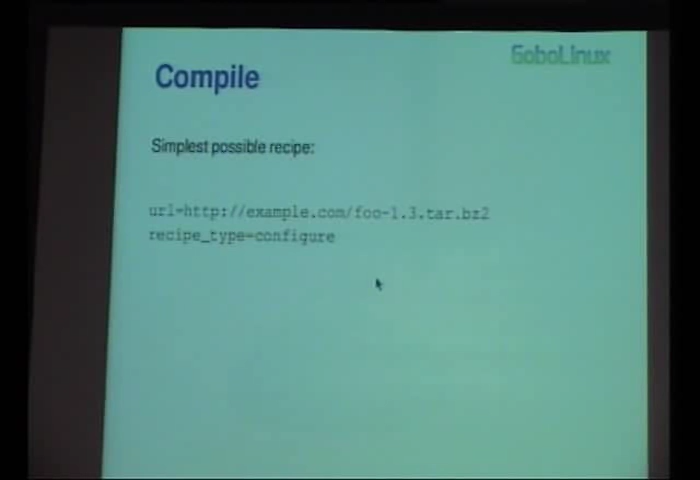 GoboLinux
Compile
Simplest possible recipe:
url=http://example.com/foo-1.3.tar.bz2
recipe_type=configure